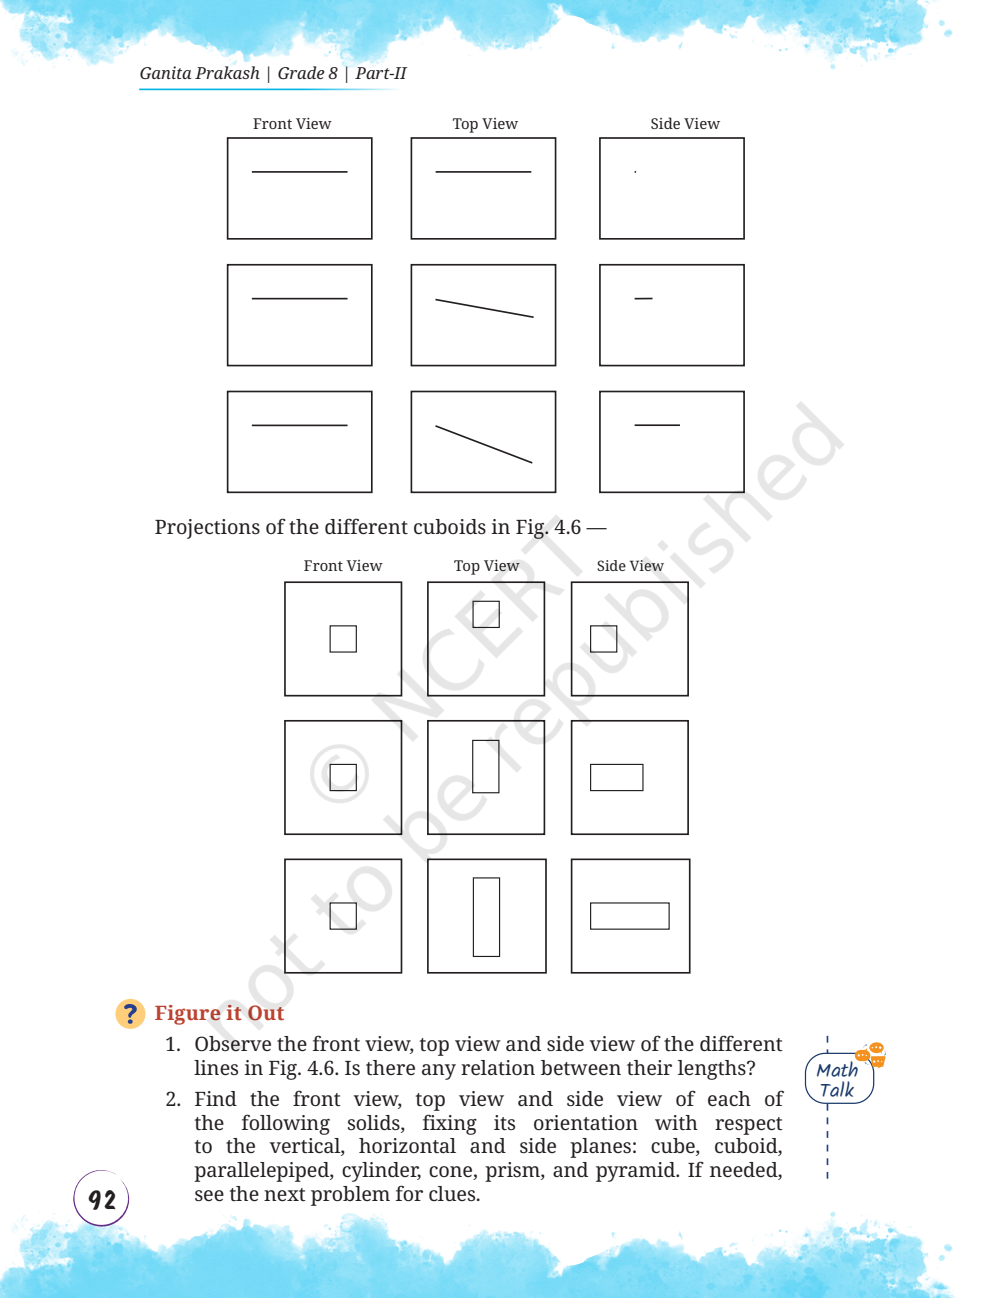 Ganita Prakash | Grade 8 | Part-II
Front View Top View Side View
Projections of the different cuboids in Fig. 4.6 —
Front View Top View Side View
© NCERT
not to be republished
? Figure it Out
1. Observe the front view, top view and side view of the different
lines in Fig. 4.6. Is there any relation between their lengths?
Math
Talk
2. Find the front view, top view and side view of each of
the following solids, fixing its orientation with respect
to the vertical, horizontal and side planes: cube, cuboid,
parallelepiped, cylinder, cone, prism, and pyramid. If needed,
see the next problem for clues.
92